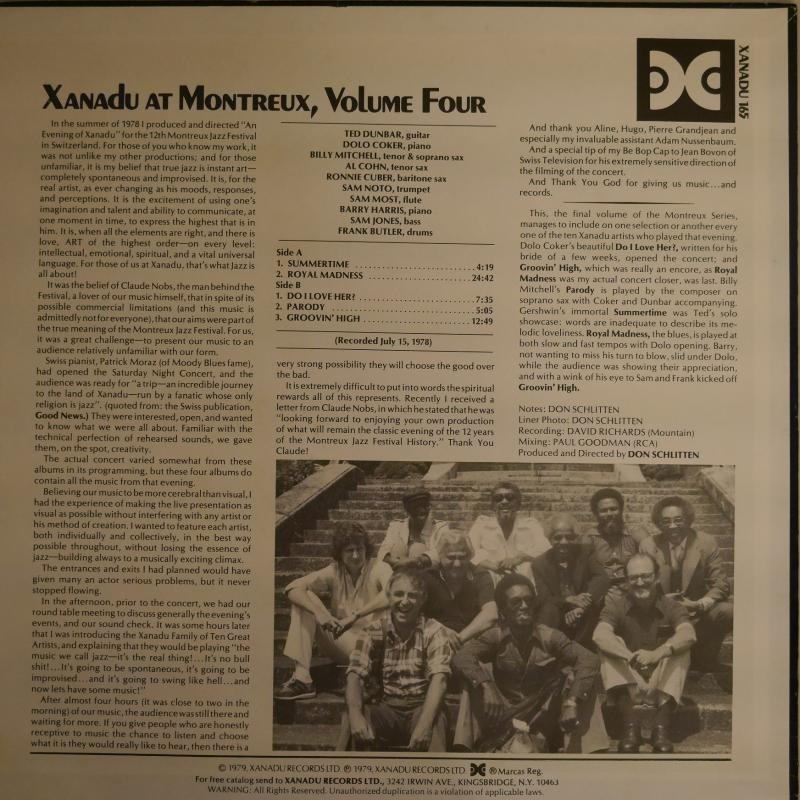 XANADU 165
XANADU AT MONTREUX, VOLUME FOUR
In the summer of 1978 I produced and directed "An
Evening of Xanadu" for the 12th Montreux Jazz Festival
in Switzerland. For those of you who know my work, it
was not unlike my other productions; and for those
unfamiliar, it is my belief that true jazz is instant art—
completely spontaneous and improvised. It is, for the
real artist, as ever changing as his moods, responses,
and perceptions. It is the excitement of using one's
imagination and talent and ability to communicate, at
one moment in time, to express the highest that is in
him. It is, when all the elements are right, and there is
love, ART of the highest order—on every level:
intellectual, emotional, spiritual, and a vital universal
language. For those of us at Xanadu, that's what Jazz is
all about!
It was the belief of Claude Nobs, the man behind the
Festival, a lover of our music himself, that in spite of its
possible commercial limitations (and this music is
admittedly not for everyone), that our aims were part of
the true meaning of the Montreux Jazz Festival. For us,
it was a great challenge—to present our music to an
audience relatively unfamiliar with our form.
Swiss pianist, Patrick Moraz (of Moody Blues fame),
had opened the Saturday Night Concert, and the
audience was ready for "a trip—an incredible journey
to the land of Xanadu—run by a fanatic whose only
religion is jazz". (quoted from: the Swiss publication,
Good News.) They were interested, open, and wanted
to know what we were all about. Familiar with the
technical perfection of rehearsed sounds, we gave
them, on the spot, creativity.
The actual concert varied somewhat from these
albums in its programming, but these four albums do
contain all the music from that evening.
Believing our music to be more cerebral than visual, I
had the experience of making the live presentation as
visual as possible without interfering with any artist or
his method of creation. I wanted to feature each artist,
both individually and collectively, in the best way
possible throughout, without losing the essence of
jazz—building always to a musically exciting climax.
The entrances and exits I had planned would have
given many an actor serious problems, but it never
stopped flowing.
In the afternoon, prior to the concert, we had our
round table meeting to discuss generally the evening's
events, and our sound check. It was some hours later
that I was introducing the Xanadu Family of Ten Great
Artists, and explaining that they would be playing "the
music we call jazz—it's the real thing!...It's no bull
shit!...It's going to be spontaneous, it's going to be
improvised...and it's going to swing like hell...and
now lets have some music!"
After almost four hours (it was close to two in the
morning) of our music, the audience was still there and
waiting for more. If you give people who are honestly
receptive to music the chance to listen and choose
what it is they would really like to hear, then there is a
TED DUNBAR, guitar
DOLO COKER, piano
BILLY MITCHELL, tenor & soprano sax
AL COHN, tenor sax
RONNIE CUBER, baritone sax
SAM NOTO, trumpet
SAM MOST, flute
BARRY HARRIS, piano
SAM JONES, bass
FRANK BUTLER, drums
Side A
1. SUMMERTIME ........................ 4:19
2. ROYAL MADNESS ..................... 24:42
Side B
1. DO I LOVE HER? ..................... 7:35
2. PARODY ............................. 5:05
3. GROOVIN' HIGH ..................... 12:49
(Recorded July 15, 1978)
very strong possibility they will choose the good over
the bad.
It is extremely difficult to put into words the spiritual
rewards all of this represents. Recently I received a
letter from Claude Nobs, in which he stated that he was
"looking forward to enjoying your own production
of what will remain the classic evening of the 12 years
of the Montreux Jazz Festival History." Thank You
Claude!
And thank you Aline, Hugo, Pierre Grandjean and
especially my invaluable assistant Adam Nussenbaum.
And a special tip of my Be Bop Cap to Jean Bovon of
Swiss Television for his extremely sensitive direction of
the filming of the concert.
And Thank You God for giving us music...and
records.
This, the final volume of the Montreux Series,
manages to include on one selection or another every
one of the ten Xanadu artists who played that evening.
Dolo Coker's beautiful Do I Love Her?, written for his
bride of a few weeks, opened the concert; and
Groovin' High, which was really an encore, as Royal
Madness was my actual concert closer, was last. Billy
Mitchell's Parody is played by the composer on
soprano sax with Coker and Dunbar accompanying.
Gershwin's immortal Summertime was Ted's solo
showcase: words are inadequate to describe its me-
lodic loveliness. Royal Madness, the blues, is played at
both slow and fast tempos with Dolo opening. Barry,
not wanting to miss his turn to blow, slid under Dolo,
while the audience was showing their appreciation,
and with a wink of his eye to Sam and Frank kicked off
Groovin' High.
Notes: DON SCHLITTEN
Liner Photo: DON SCHLITTEN
Recording: DAVID RICHARDS (Mountain)
Mixing: PAUL GOODMAN (RCA)
Produced and Directed by DON SCHLITTEN
© 1979, XANADU RECORDS LTD. ℗ 1979, XANADU RECORDS LTD. ® Marcas Reg.
For free catalog send to XANADU RECORDS LTD., 3242 IRWIN AVE., KINGSBRIDGE, N.Y. 10463
WARNING: All Rights Reserved. Unauthorized duplication is a violation of applicable laws.